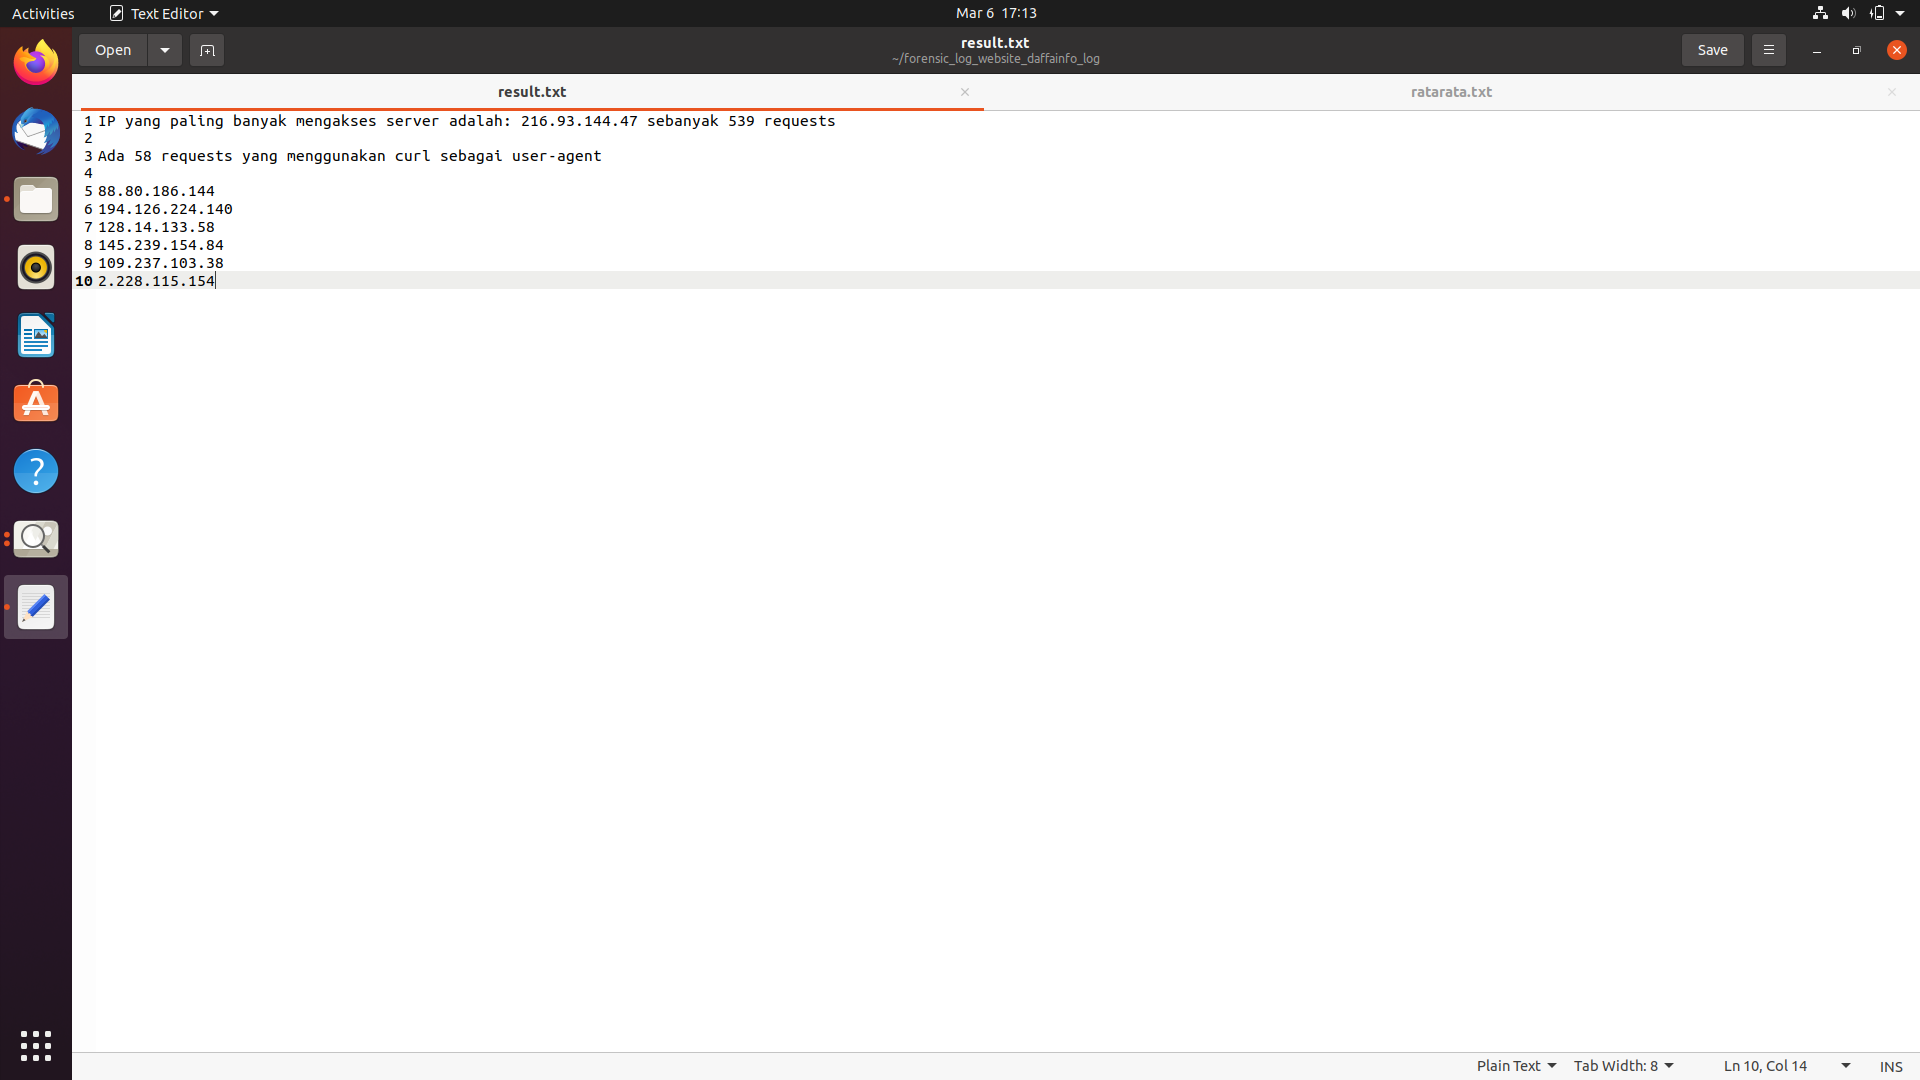 Activities
Text Editor
Mar 6 17:13
Open
result.txt
~/forensic_log_website_daffainfo_log
Save
result.txt
ratarata.txt
1 IP yang paling banyak mengakses server adalah: 216.93.144.47 sebanyak 539 requests
2
3 Ada 58 requests yang menggunakan curl sebagai user-agent
4
5 88.80.186.144
6 194.126.224.140
7 128.14.133.58
8 145.239.154.84
9 109.237.103.38
10 2.228.115.154
Plain Text
Tab Width: 8
Ln 10, Col 14
INS